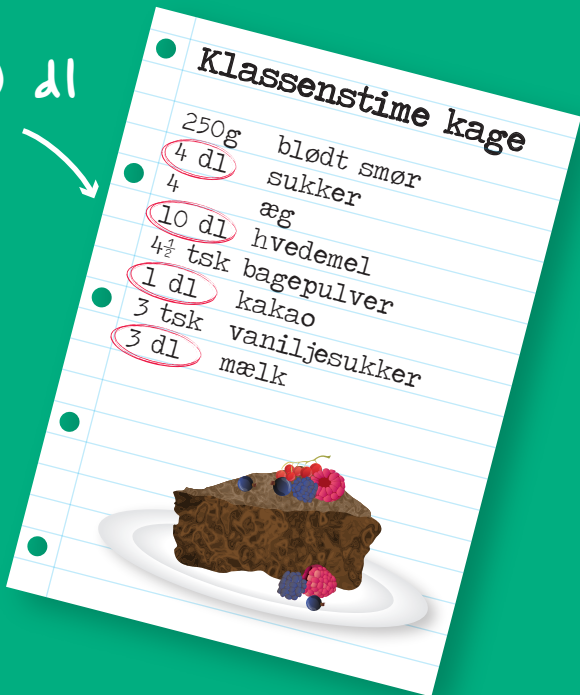 dl
Klassenstime kage
250g blødt smør
4 dl sukker
4 æg
10 dl hvedemel
4½ tsk bagepulver
1 dl kakao
3 tsk vaniljesukker
3 dl mælk